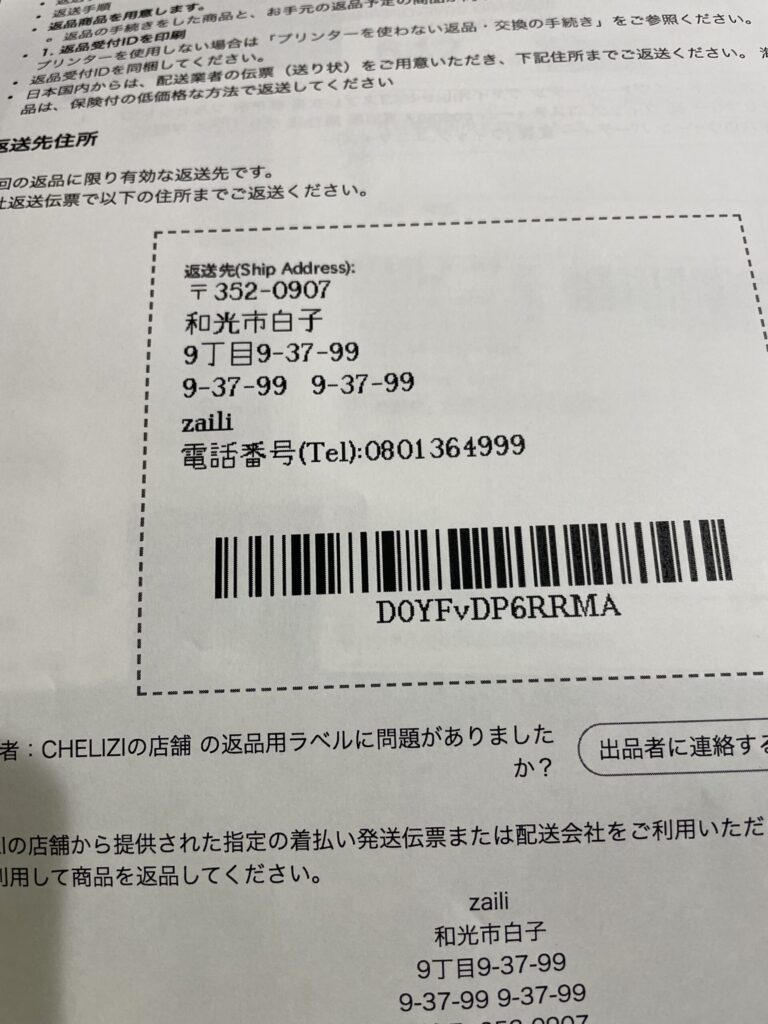 返送手順
返品商品を用意します。
返品の手続きをした商品と、お手元の返品予定の商品が
1. 返品受付IDを印刷
プリンターを使用しない場合は「プリンターを使わない返品・交換の手続き」をご参照ください。
返品受付IDを同梱してください。
日本国内からは、配送業者の伝票（送り状）をご用意いただき、下記住所までご返送ください。 海
品は、保険付の低価格な方法で返送してください
返送先住所
回の返品に限り有効な返送先です。
返送伝票で以下の住所までご返送ください。
返送先(Ship Address):
〒352-0907
和光市白子
9丁目9-37-99
9-37-99 9-37-99
zaili
電話番号(Tel):0801364999
D0YFvDP6RRMA
者：CHELIZIの店舗 の返品用ラベルに問題がありました
か？
出品者に連絡する
ZIの店舗から提供された指定の着払い発送伝票または配送会社をご利用いただ
利用して商品を返品してください。
zaili
和光市白子
9丁目9-37-99
9-37-99 9-37-99